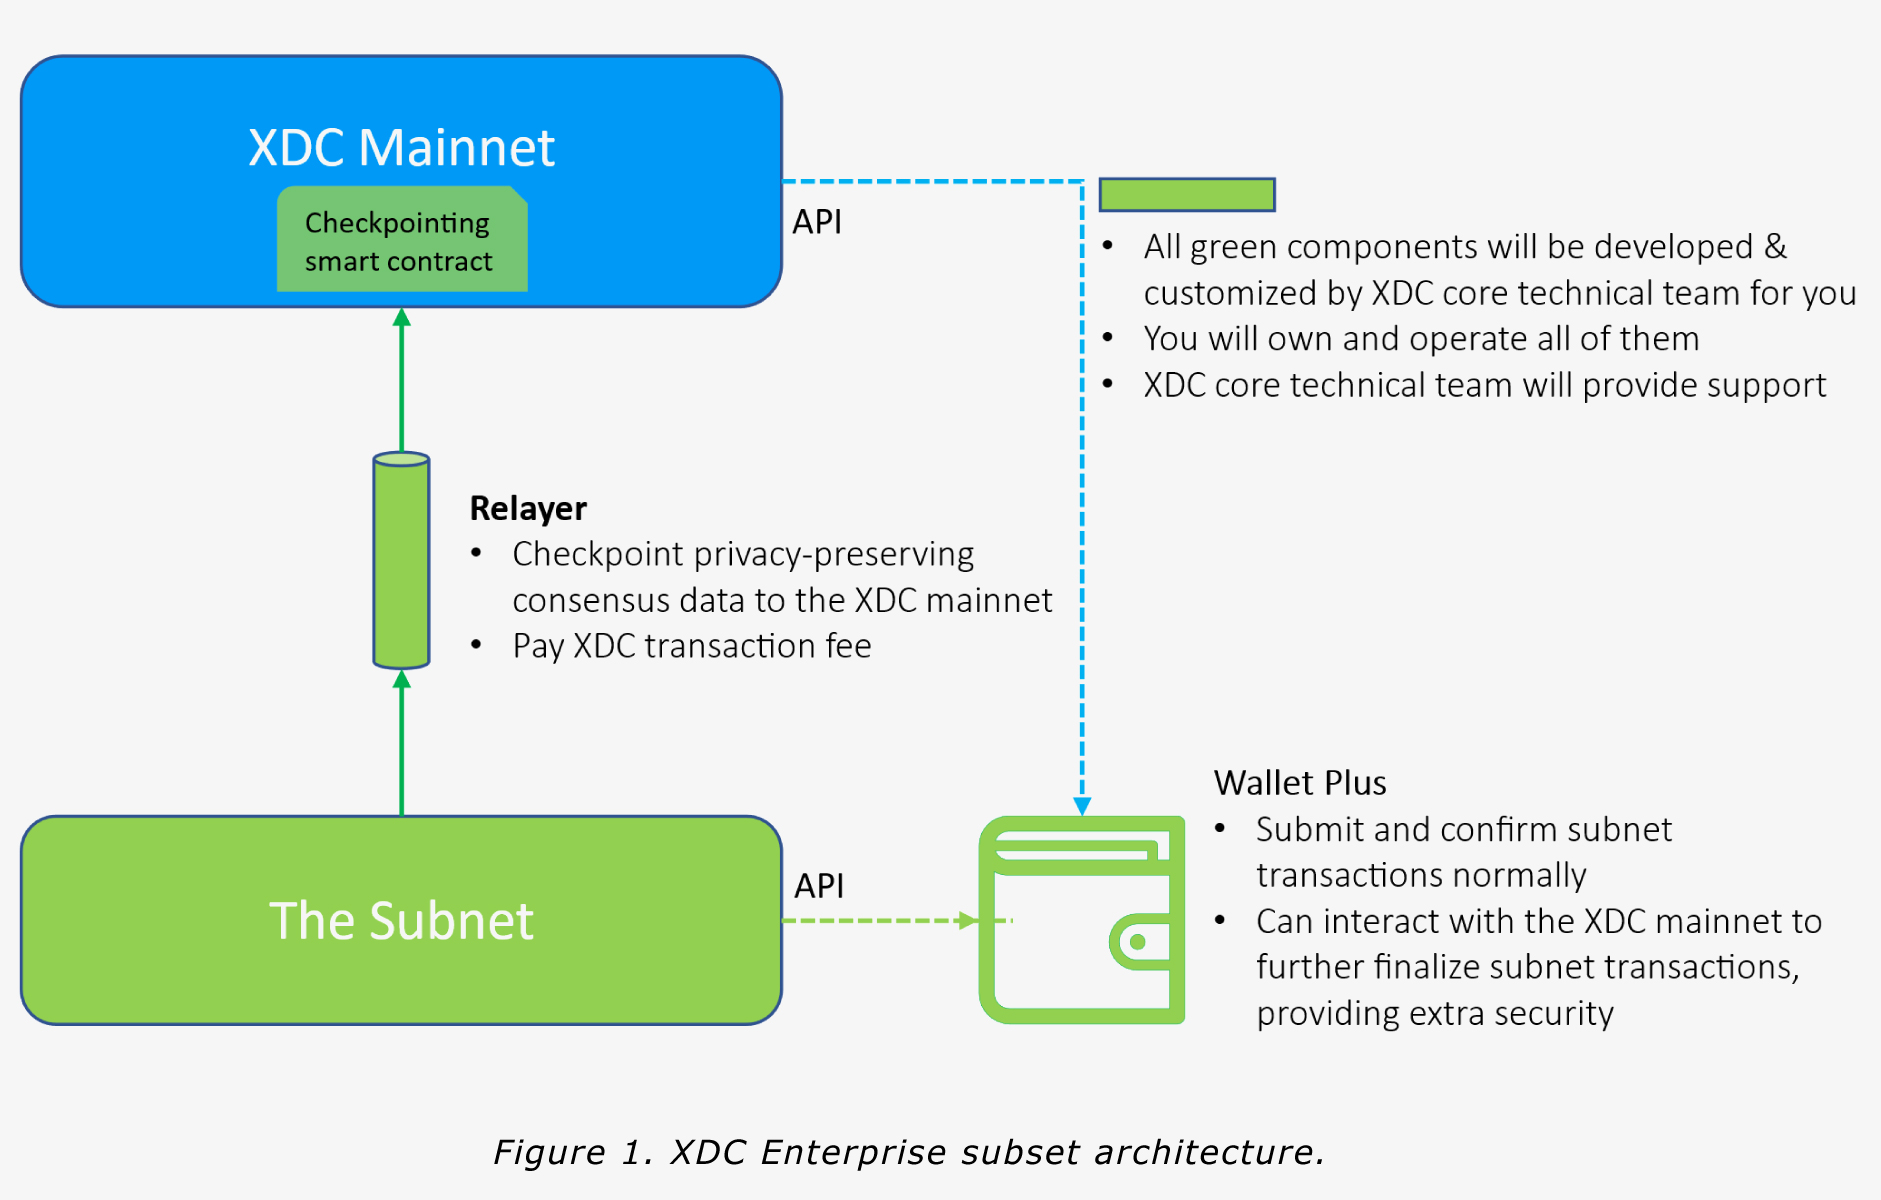 XDC Mainnet
Checkpointing
smart contract
API
• All green components will be developed &
customized by XDC core technical team for you
• You will own and operate all of them
• XDC core technical team will provide support
Relayer
• Checkpoint privacy-preserving
consensus data to the XDC mainnet
• Pay XDC transaction fee
The Subnet
API
Wallet Plus
• Submit and confirm subnet
transactions normally
• Can interact with the XDC mainnet to
further finalize subnet transactions,
providing extra security
Figure 1. XDC Enterprise subset architecture.